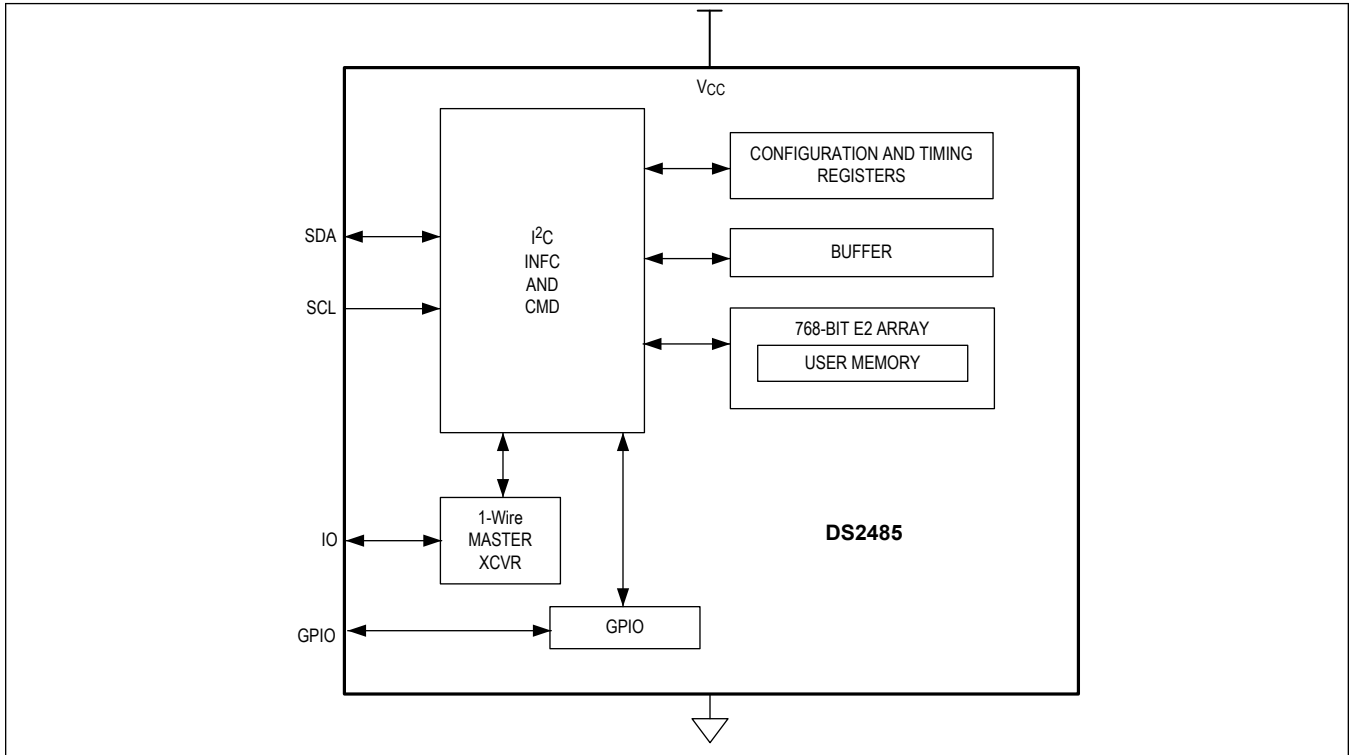 VCC
CONFIGURATION AND TIMING
REGISTERS
SDA
I²C
INFC
AND
CMD
BUFFER
SCL
768-BIT E2 ARRAY
USER MEMORY
IO
1-Wire
MASTER
XCVR
DS2485
GPIO
GPIO